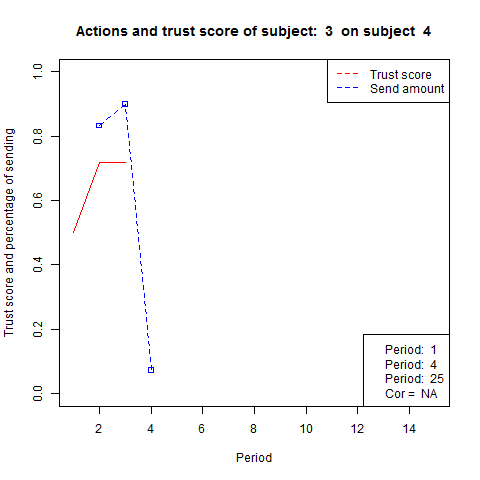 Actions and trust score of subject:  3  on subject  4
Trust score
Send amount
1.0
0.8
0.6
0.4
0.2
0.0
Trust score and percentage of sending
Period:  1
Period:  4
Period:  25
Cor =  NA
2 4 6 8 10 12 14
Period